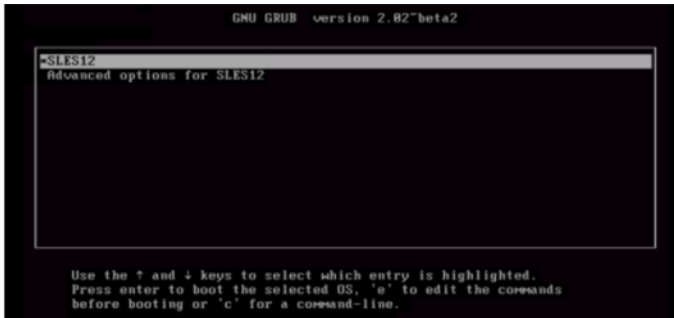 GNU GRUB version 2.02~beta2
*SLES12
Advanced options for SLES12
Use the ↑ and ↓ keys to select which entry is highlighted.
Press enter to boot the selected OS, 'e' to edit the commands
before booting or 'c' for a command-line.